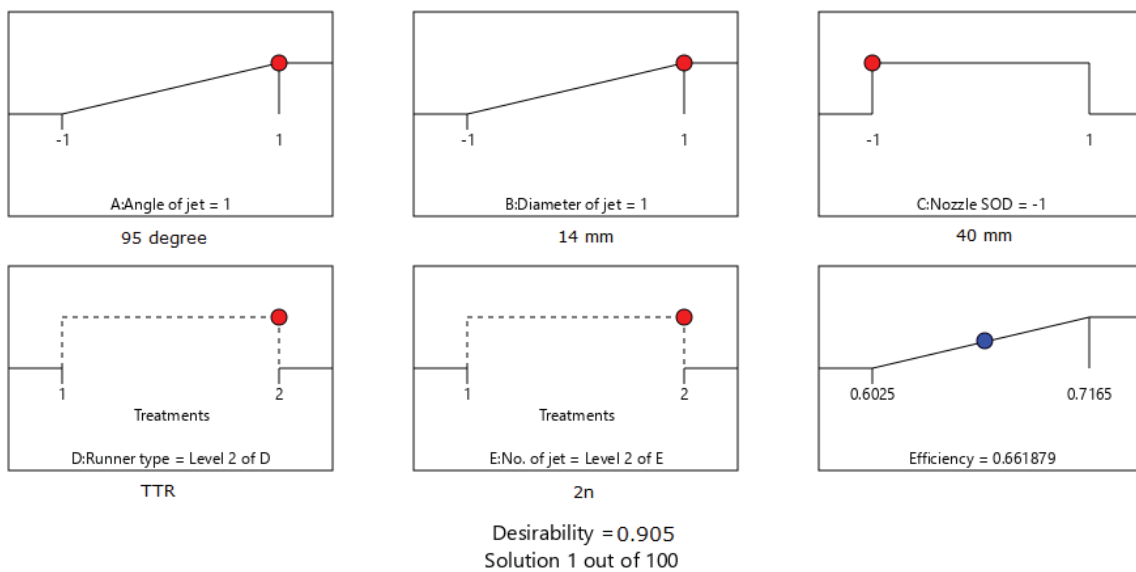 -1 1
A:Angle of jet = 1
95 degree
-1 1
B:Diameter of jet = 1
14 mm
-1 1
C:Nozzle SOD = -1
40 mm
1 2
Treatments
D:Runner type = Level 2 of D
TTR
1 2
Treatments
E:No. of jet = Level 2 of E
2n
0.6025 0.7165
Efficiency = 0.661879
Desirability = 0.905
Solution 1 out of 100